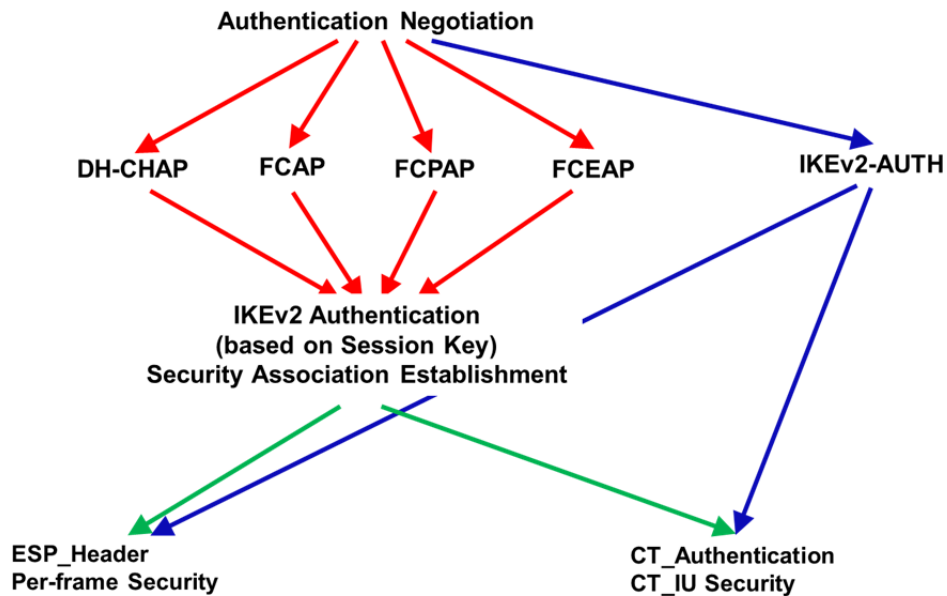 Authentication Negotiation
DH-CHAP
FCAP
FCPAP
FCEAP
IKEv2-AUTH
IKEv2 Authentication
(based on Session Key)
Security Association Establishment
ESP_Header
Per-frame Security
CT_Authentication
CT_IU Security